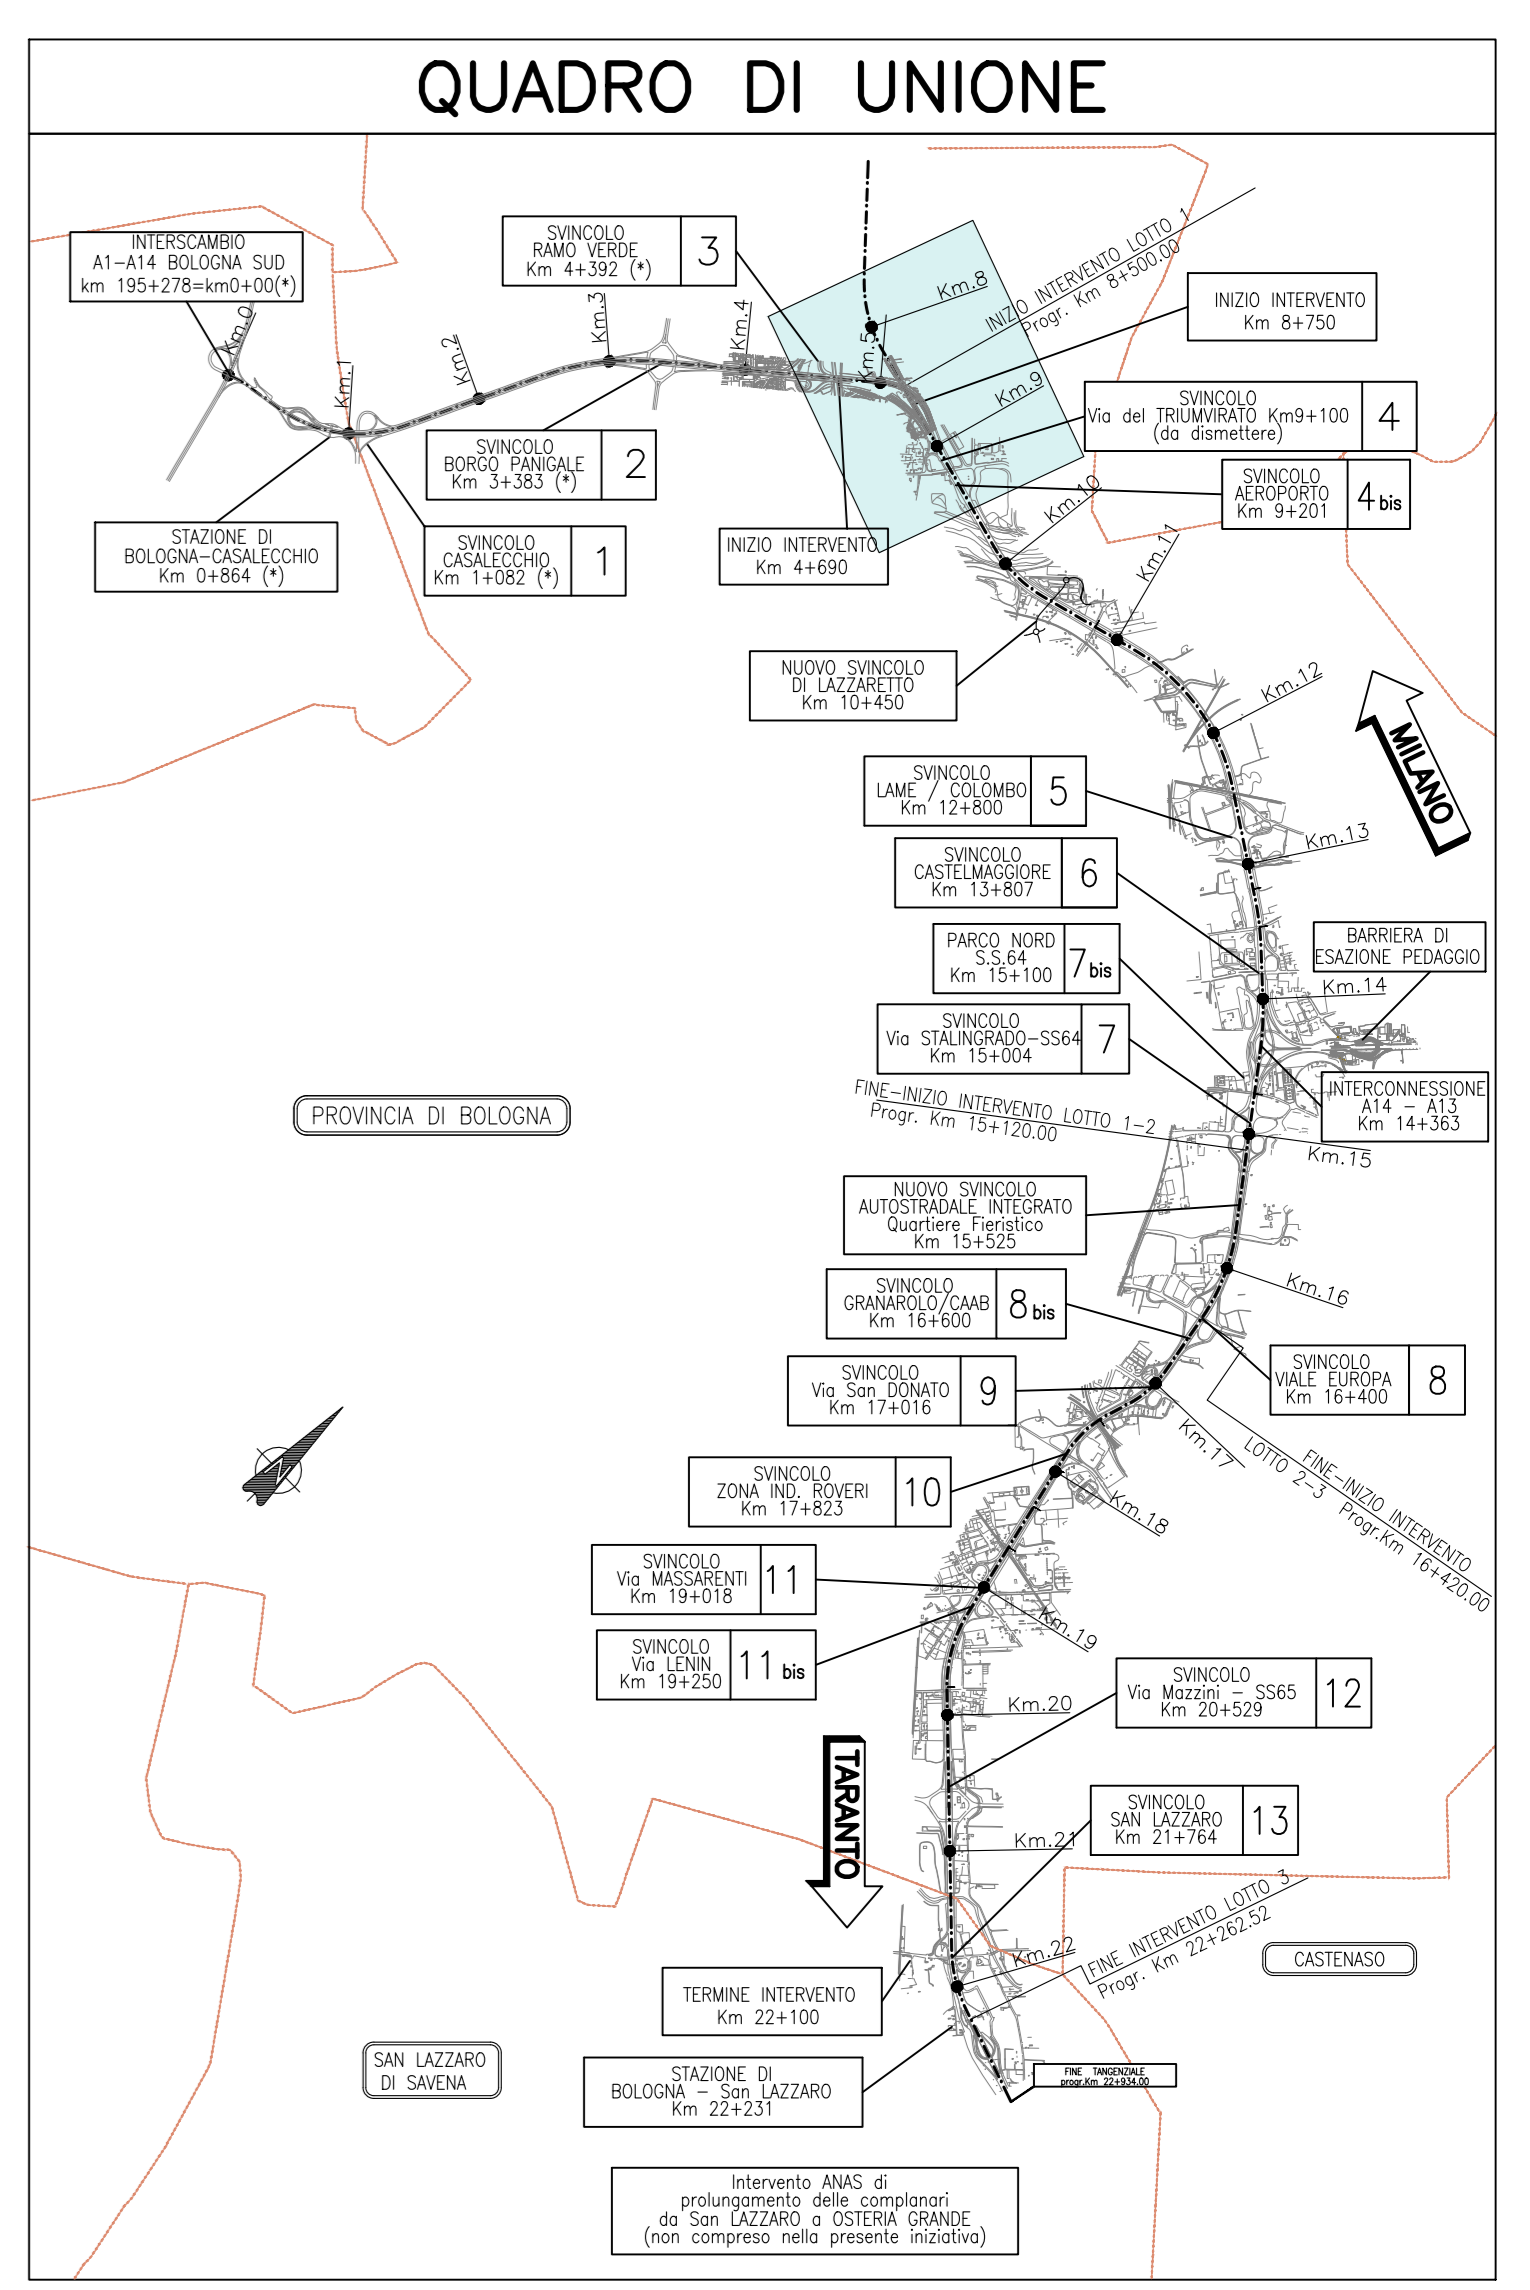 QUADRO DI UNIONE
INTERSCAMBIO
A1-A14 BOLOGNA SUD
km 195+278=km0+00(*)
SVINCOLO
RAMO VERDE
Km 4+392 (*)
3
INIZIO INTERVENTO LOTTO 1
Progr. Km 8+500.00
INIZIO INTERVENTO
Km 8+750
Km.0
Km.1
Km.2
Km.3
Km.4
Km.5
Km.8
Km.9
SVINCOLO
Via del TRIUMVIRATO Km9+100
(da dismettere)
4
SVINCOLO
BORGO PANIGALE
Km 3+383 (*)
2
SVINCOLO
AEROPORTO
Km 9+201
4 bis
STAZIONE DI
BOLOGNA-CASALECCHIO
Km 0+864 (*)
SVINCOLO
CASALECCHIO
Km 1+082 (*)
1
INIZIO INTERVENTO
Km 4+690
Km.10
Km.11
NUOVO SVINCOLO
DI LAZZARETTO
Km 10+450
Km.12
MILANO
SVINCOLO
LAME / COLOMBO
Km 12+800
5
Km.13
SVINCOLO
CASTELMAGGIORE
Km 13+807
6
PARCO NORD
S.S.64
Km 15+100
7 bis
BARRIERA DI
ESAZIONE PEDAGGIO
Km.14
SVINCOLO
Via STALINGRADO-SS64
Km 15+004
7
INTERCONNESSIONE
A14 - A13
Km 14+363
FINE-INIZIO INTERVENTO LOTTO 1-2
Progr. Km 15+120.00
PROVINCIA DI BOLOGNA
Km.15
NUOVO SVINCOLO
AUTOSTRADALE INTEGRATO
Quartiere Fieristico
Km 15+525
Km.16
SVINCOLO
GRANAROLO/CAAB
Km 16+600
8 bis
SVINCOLO
VIALE EUROPA
Km 16+400
8
SVINCOLO
Via San DONATO
Km 17+016
9
Km.17
FINE-INIZIO INTERVENTO
LOTTO 2-3 Progr.Km 16+420.00
SVINCOLO
ZONA IND. ROVERI
Km 17+823
10
Km.18
SVINCOLO
Via MASSARENTI
Km 19+018
11
Km.19
SVINCOLO
Via LENIN
Km 19+250
11 bis
SVINCOLO
Via Mazzini - SS65
Km 20+529
12
Km.20
TARANTO
SVINCOLO
SAN LAZZARO
Km 21+764
13
Km.21
FINE INTERVENTO LOTTO 3
Progr. Km 22+262.52
Km.22
CASTENASO
TERMINE INTERVENTO
Km 22+100
SAN LAZZARO
DI SAVENA
STAZIONE DI
BOLOGNA - San LAZZARO
Km 22+231
FINE TANGENZIALE
progr.Km 22+934.00
Intervento ANAS di
prolungamento delle complanari
da San LAZZARO a OSTERIA GRANDE
(non compreso nella presente iniziativa)